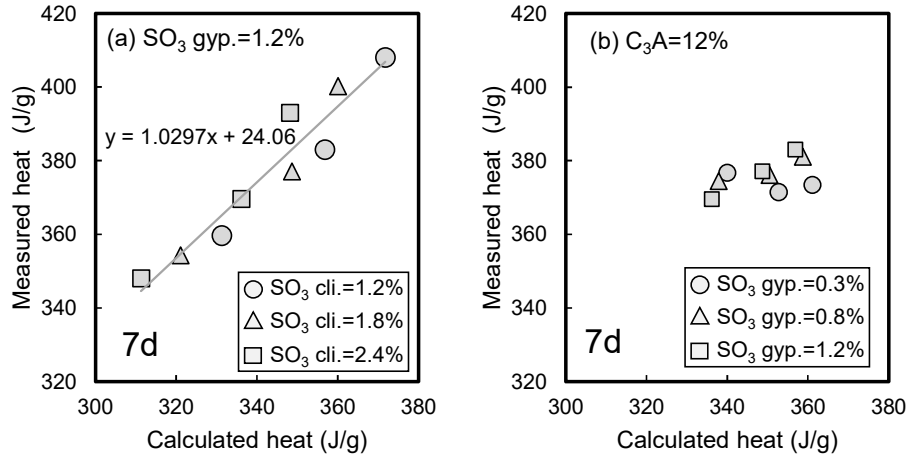 (a) SO3 gyp.=1.2%
420
400
380
360
340
320
Measured heat (J/g)
y = 1.0297x + 24.06
SO3 cli.=1.2%
SO3 cli.=1.8%
SO3 cli.=2.4%
7d
300 320 340 360 380
Calculated heat (J/g)
(b) C3A=12%
420
400
380
360
340
320
Measured heat (J/g)
SO3 gyp.=0.3%
SO3 gyp.=0.8%
SO3 gyp.=1.2%
7d
300 320 340 360 380
Calculated heat (J/g)